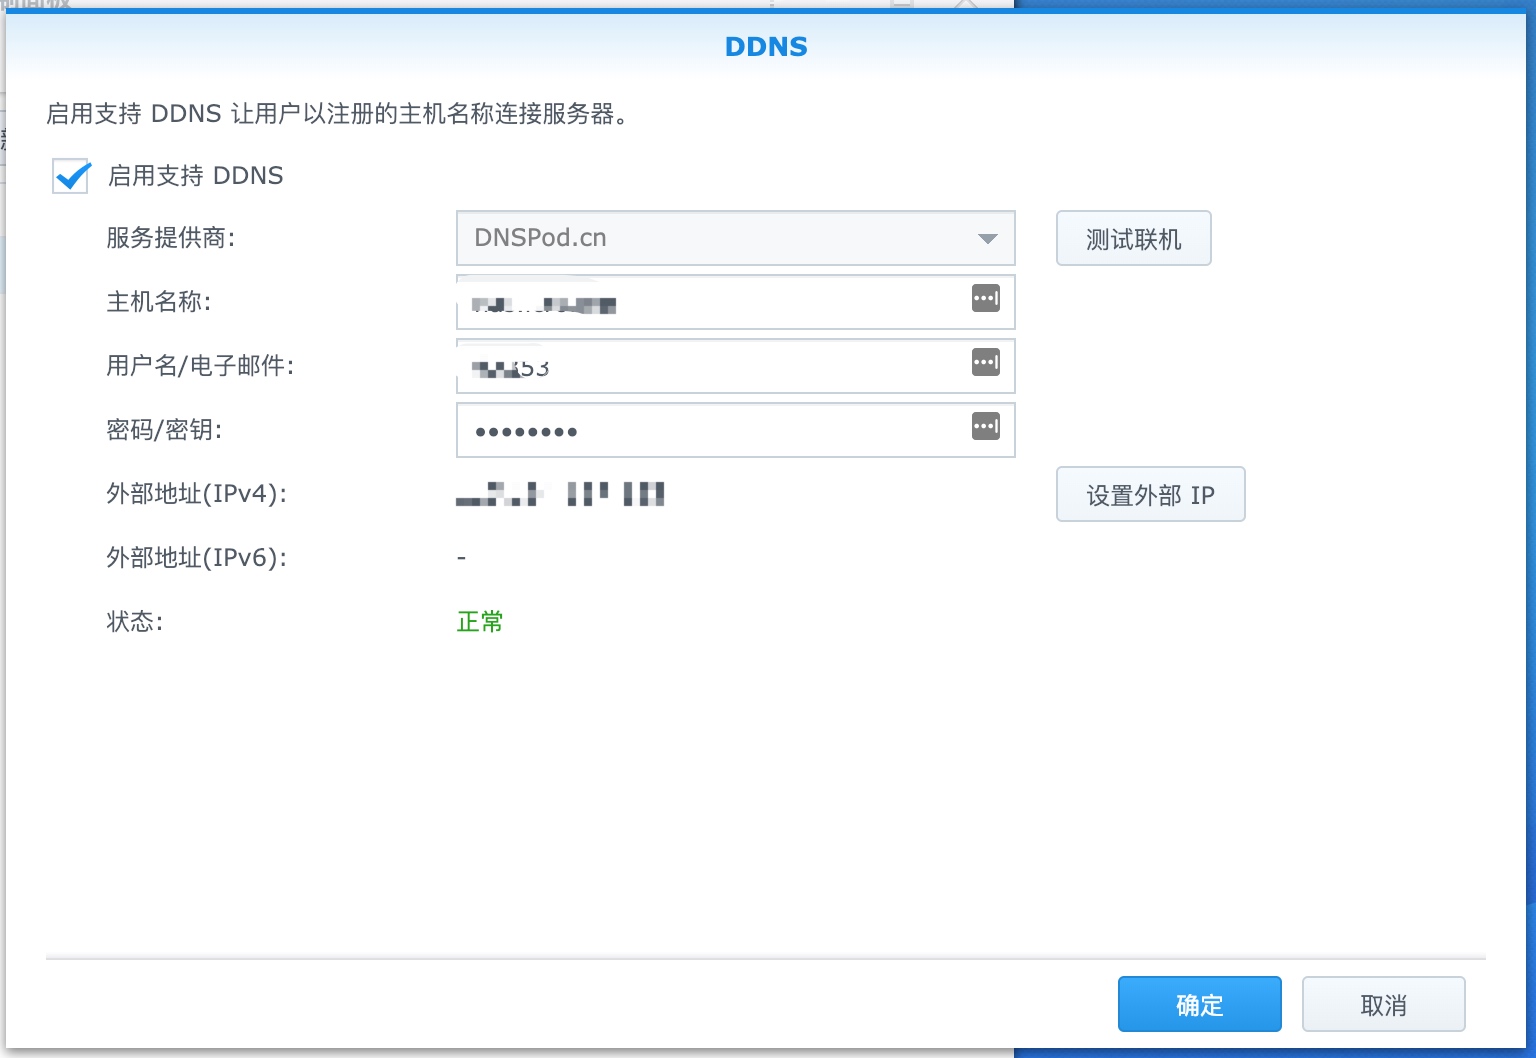 DDNS
启用支持 DDNS 让用户以注册的主机名称连接服务器。
启用支持 DDNS
服务提供商: DNSPod.cn 测试联机
主机名称:
用户名/电子邮件: 53
密码/密钥: ••••••••
外部地址(IPv4): 设置外部 IP
外部地址(IPv6): -
状态: 正常
确定 取消